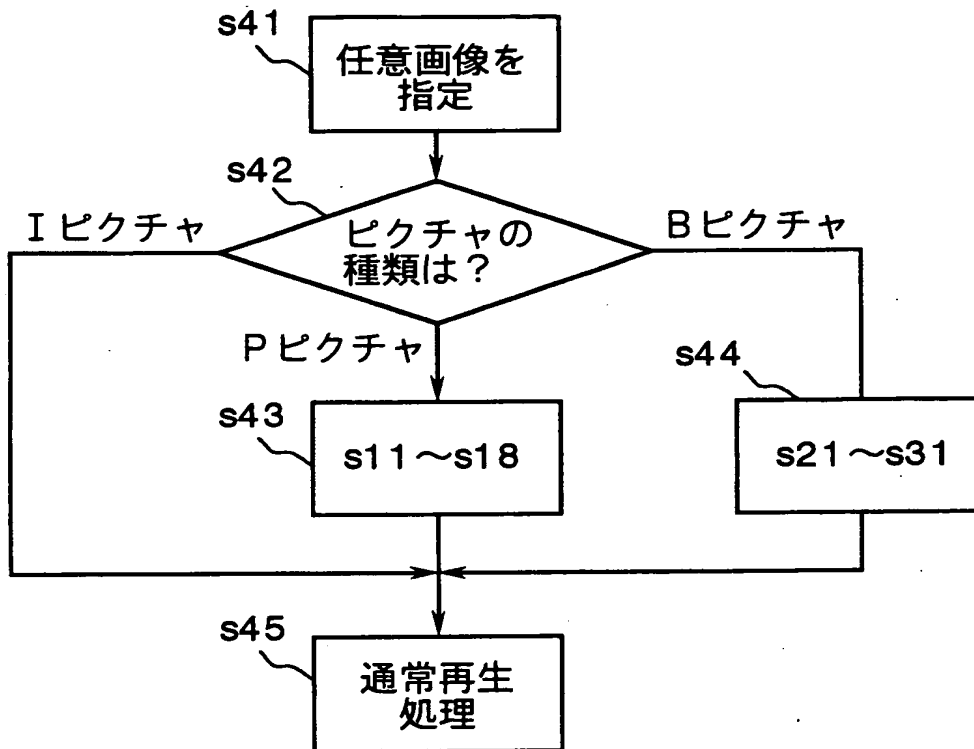 s41
任意画像を
指定
s42
Ｉピクチャ
ピクチャの
種類は？
Ｂピクチャ
Ｐピクチャ
s43
s11～s18
s44
s21～s31
s45
通常再生
処理